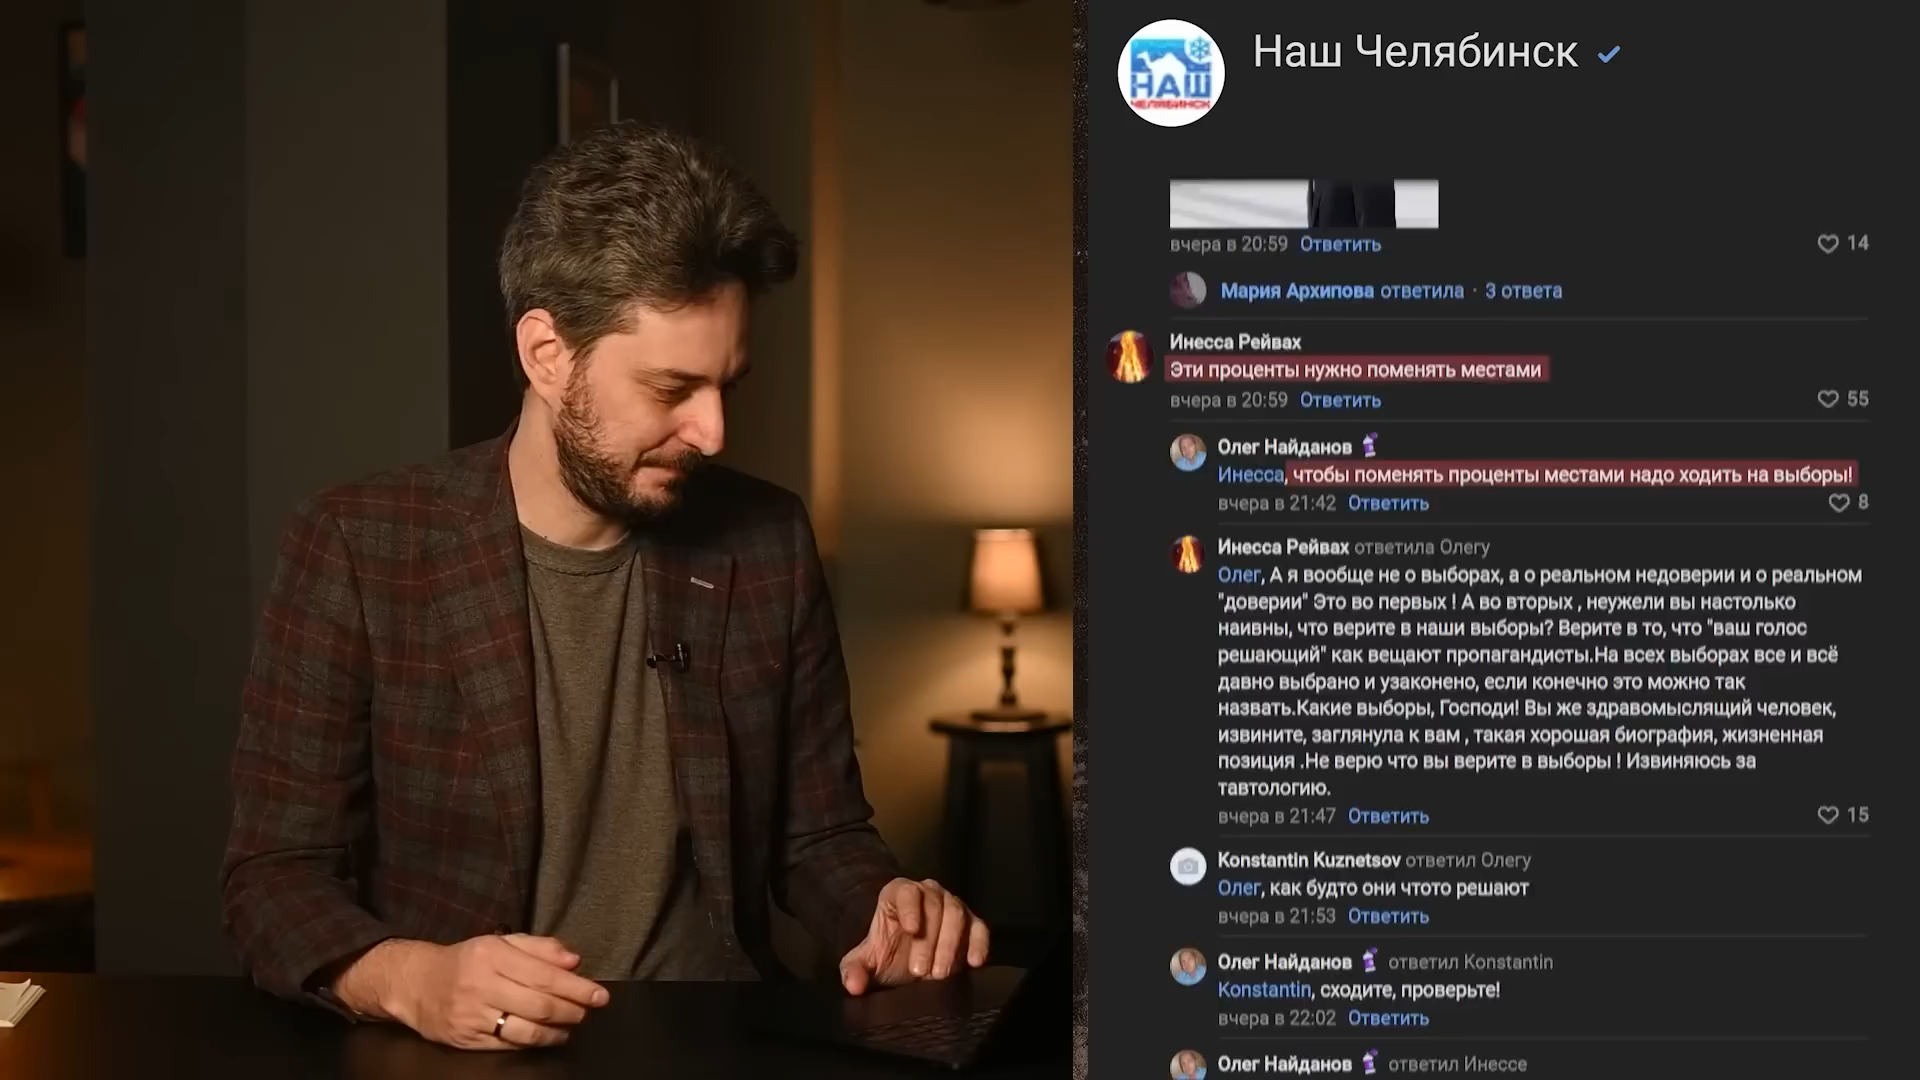 Наш Челябинск
НАШ
ЧЕЛЯБИНСК
вчера в 20:59 Ответить 14
Мария Архипова ответила · 3 ответа
Инесса Рейвах
Эти проценты нужно поменять местами
вчера в 20:59 Ответить 55
Олег Найданов
Инесса, чтобы поменять проценты местами надо ходить на выборы!
вчера в 21:42 Ответить 8
Инесса Рейвах ответила Олегу
Олег, А я вообще не о выборах, а о реальном недоверии и о реальном
"доверии" Это во первых ! А во вторых , неужели вы настолько
наивны, что верите в наши выборы? Верите в то, что "ваш голос
решающий" как вещают пропагандисты.На всех выборах все и всё
давно выбрано и узаконено, если конечно это можно так
назвать.Какие выборы, Господи! Вы же здравомыслящий человек,
извините, заглянула к вам , такая хорошая биография, жизненная
позиция .Не верю что вы верите в выборы ! Извиняюсь за
тавтологию.
вчера в 21:47 Ответить 15
Konstantin Kuznetsov ответил Олегу
Олег, как будто они чтото решают
вчера в 21:53 Ответить
Олег Найданов ответил Konstantin
Konstantin, сходите, проверьте!
вчера в 22:02 Ответить
Олег Найданов ответил Инессе